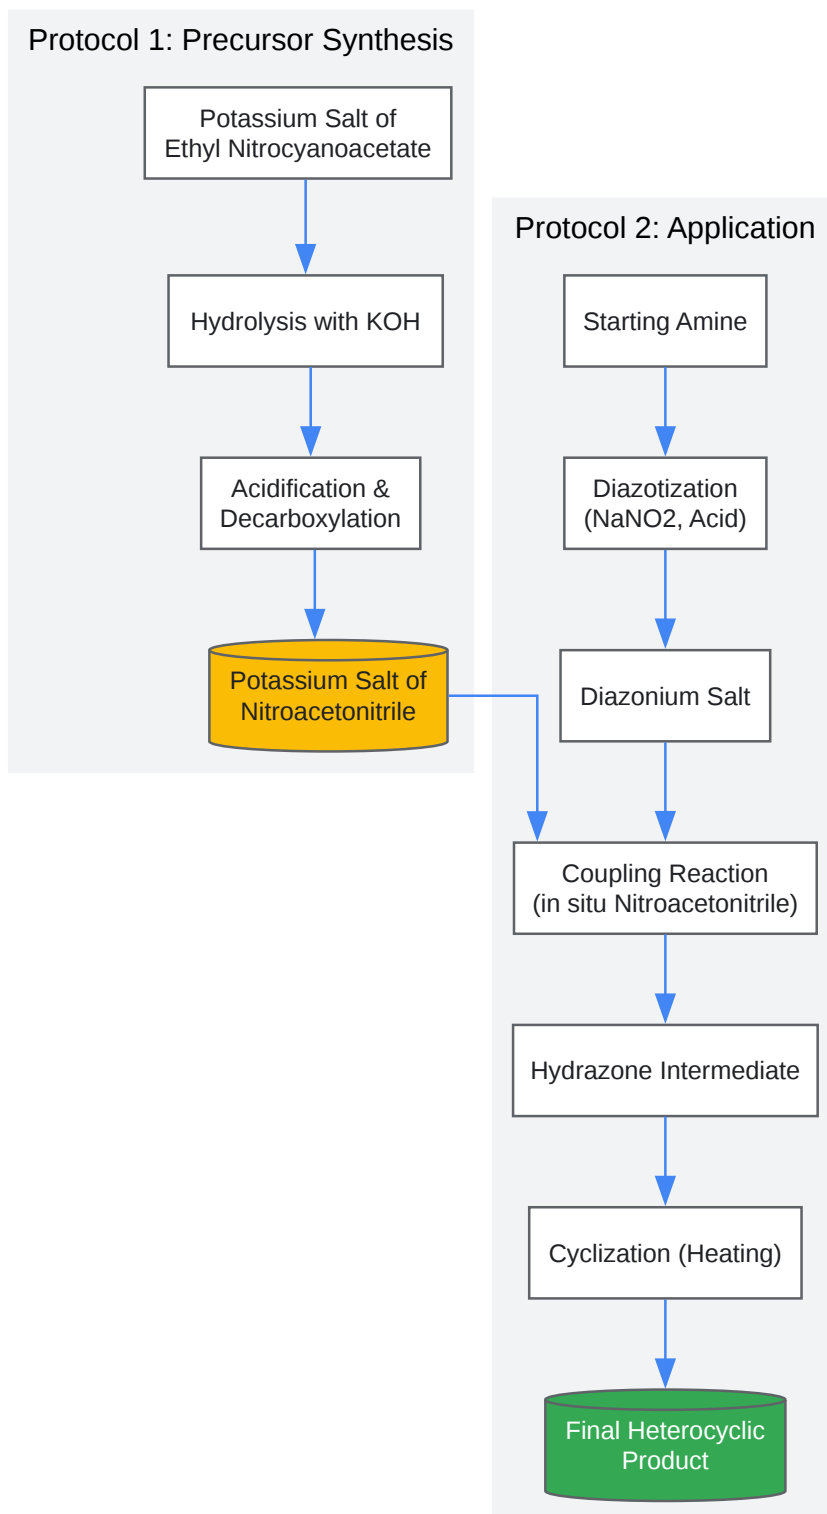 Protocol 1: Precursor Synthesis
Potassium Salt of
Ethyl Nitrocyanoacetate
Hydrolysis with KOH
Acidification &
Decarboxylation
Potassium Salt of
Nitroacetonitrile
Protocol 2: Application
Starting Amine
Diazotization
(NaNO2, Acid)
Diazonium Salt
Coupling Reaction
(in situ Nitroacetonitrile)
Hydrazone Intermediate
Cyclization (Heating)
Final Heterocyclic
Product